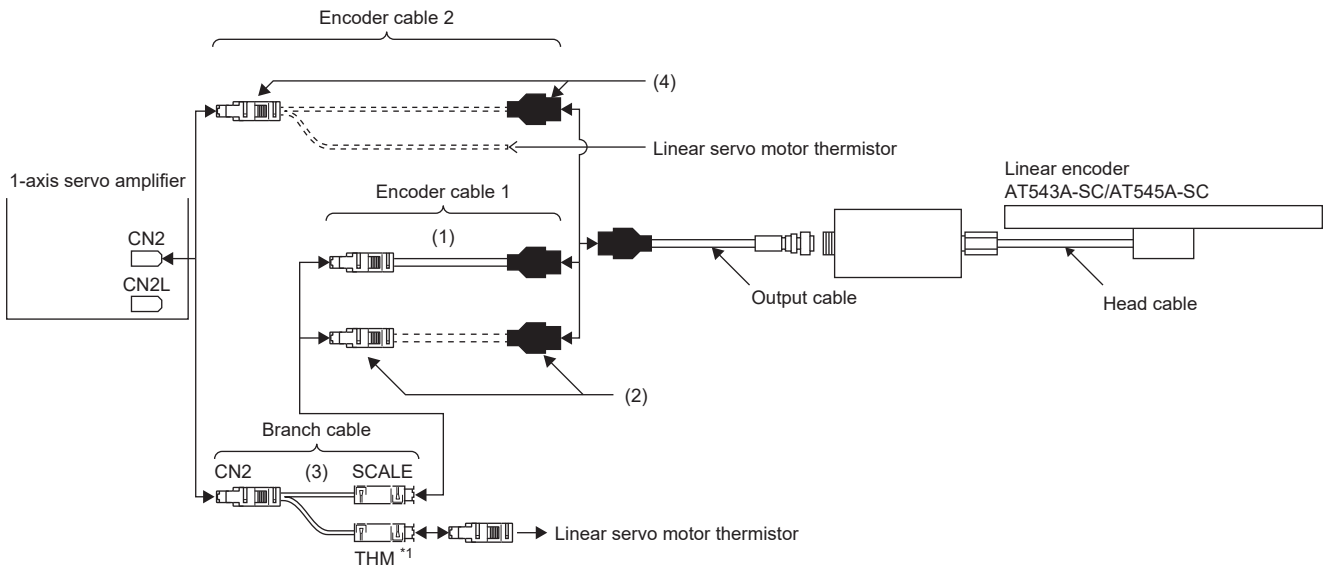 Encoder cable 2
(4)
Linear servo motor thermistor
1-axis servo amplifier
CN2
CN2L
Encoder cable 1
(1)
Linear encoder
AT543A-SC/AT545A-SC
Output cable
Head cable
(2)
Branch cable
CN2 (3) SCALE
Linear servo motor thermistor
THM *1